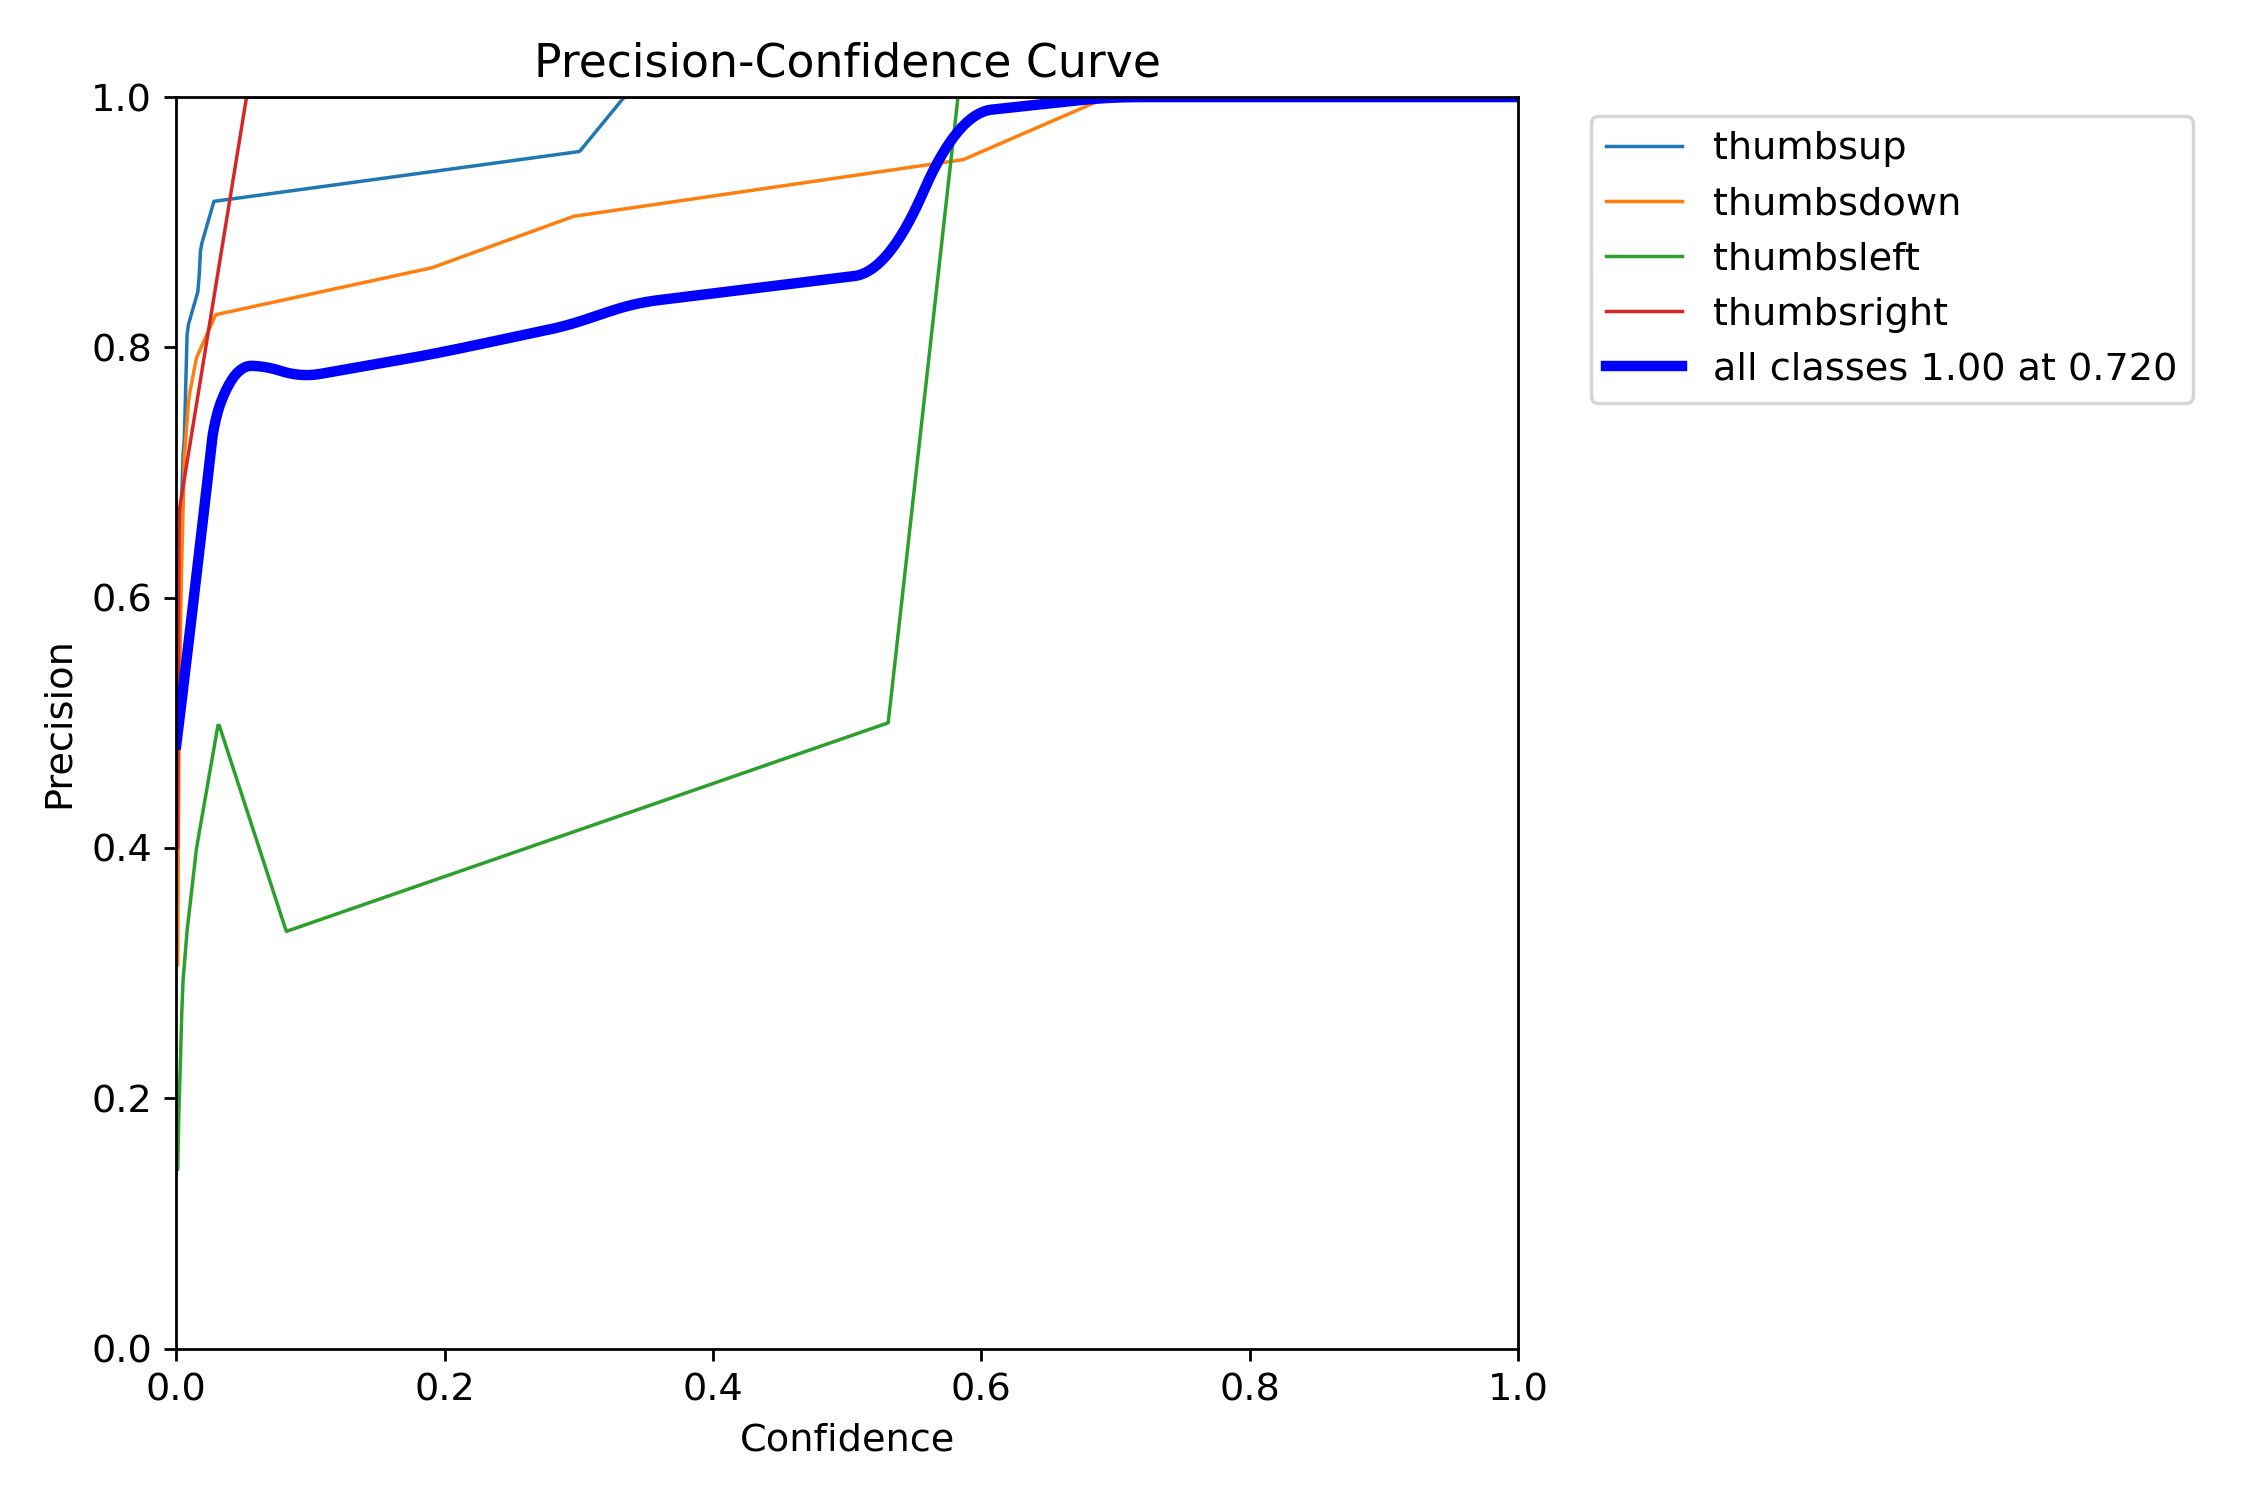 Precision-Confidence Curve
1.0
0.8
0.6
0.4
0.2
0.0
Precision
0.0 0.2 0.4 0.6 0.8 1.0
Confidence
thumbsup
thumbsdown
thumbsleft
thumbsright
all classes 1.00 at 0.720